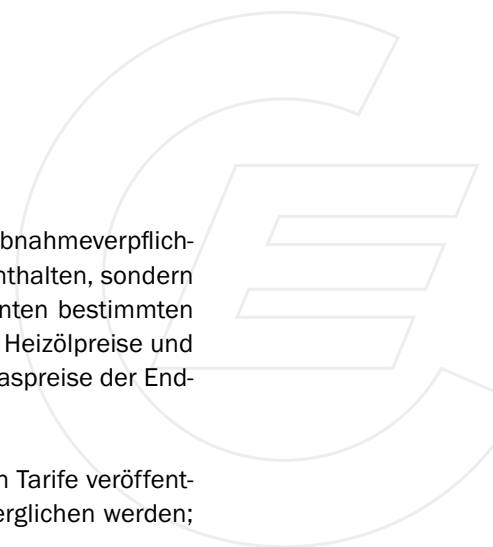 bnahmeverpflich-
nthalten, sondern
nten bestimmten
Heizölpreise und
aspreise der End-
n Tarife veröffent-
erglichen werden;